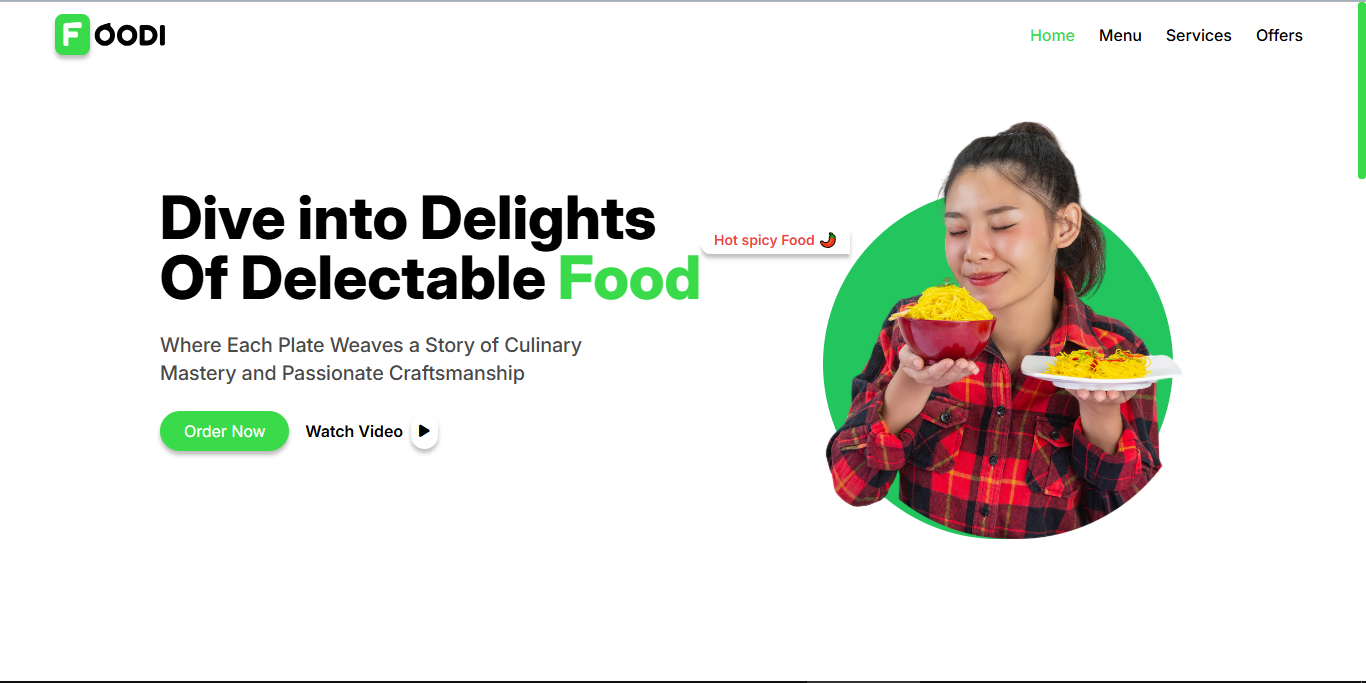 FOODI
Home Menu Services Offers
Dive into Delights
Of Delectable Food
Hot spicy Food 🌶
Where Each Plate Weaves a Story of Culinary
Mastery and Passionate Craftsmanship
Order Now Watch Video